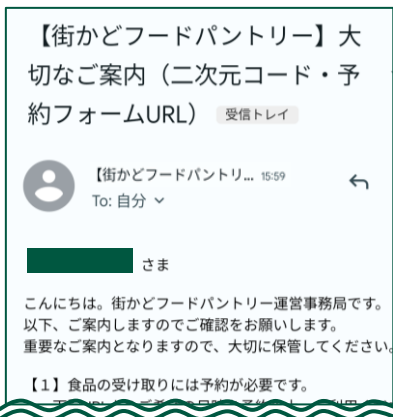 【街かどフードパントリー】大
切なご案内（二次元コード・予
約フォームURL） 受信トレイ
【街かどフードパントリ... 15:59
To: 自分
さま
こんにちは。街かどフードパントリー運営事務局です。
以下、ご案内しますのでご確認をお願いします。
重要なご案内となりますので、大切に保管してください。
【１】食品の受け取りには予約が必要です。